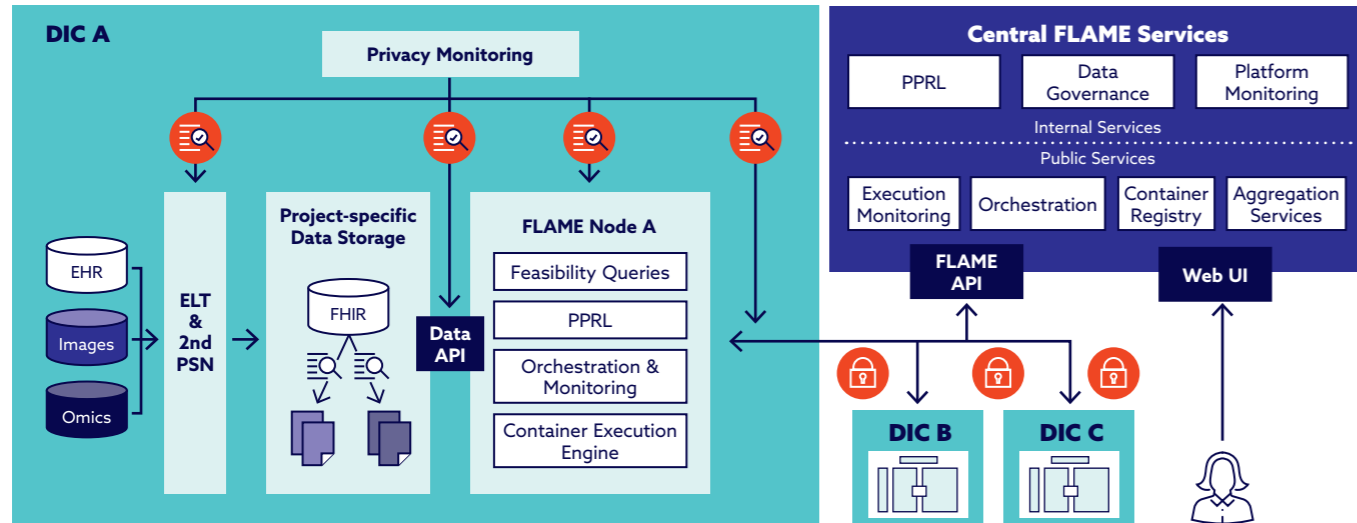 DIC A
Privacy Monitoring
EHR
Images
Omics
ELT
&
2nd
PSN
Project-specific
Data Storage
FHIR
Data
API
FLAME Node A
Feasibility Queries
PPRL
Orchestration &
Monitoring
Container Execution
Engine
Central FLAME Services
PPRL
Data
Governance
Platform
Monitoring
Internal Services
Public Services
Execution
Monitoring
Orchestration
Container
Registry
Aggregation
Services
FLAME
API
Web UI
DIC B
DIC C